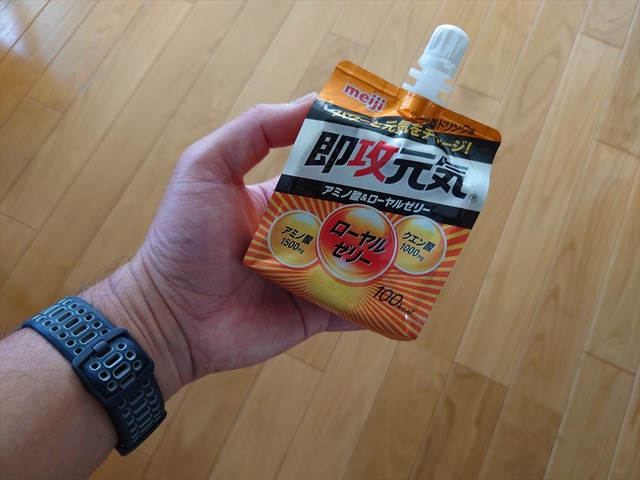 meiji
元気をチャージ!
即攻元気
アミノ酸&ローヤルゼリー
アミノ酸
1500mg
ローヤル
ゼリー
クエン酸
1000mg
100kcal